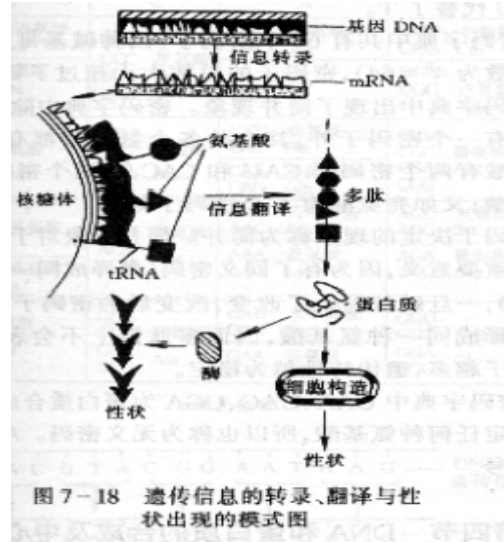 基因 DNA
信息转录
mRNA
氨基酸
核糖体
信息翻译
多肽
tRNA
蛋白质
酶
性状
细胞构造
性状
图 7-18 遗传信息的转录、翻译与性
状出现的模式图